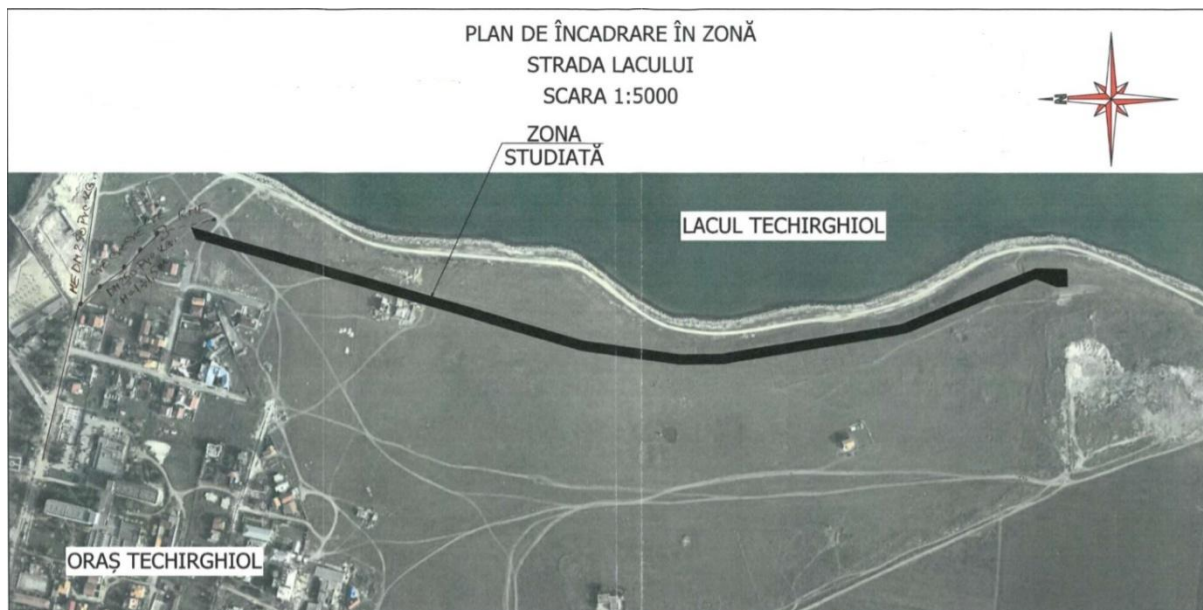 PLAN DE ÎNCADRARE ÎN ZONĂ
STRADA LACULUI
SCARA 1:5000
N
ZONA
STUDIATĂ
LACUL TECHIRGHIOL
ORAȘ TECHIRGHIOL